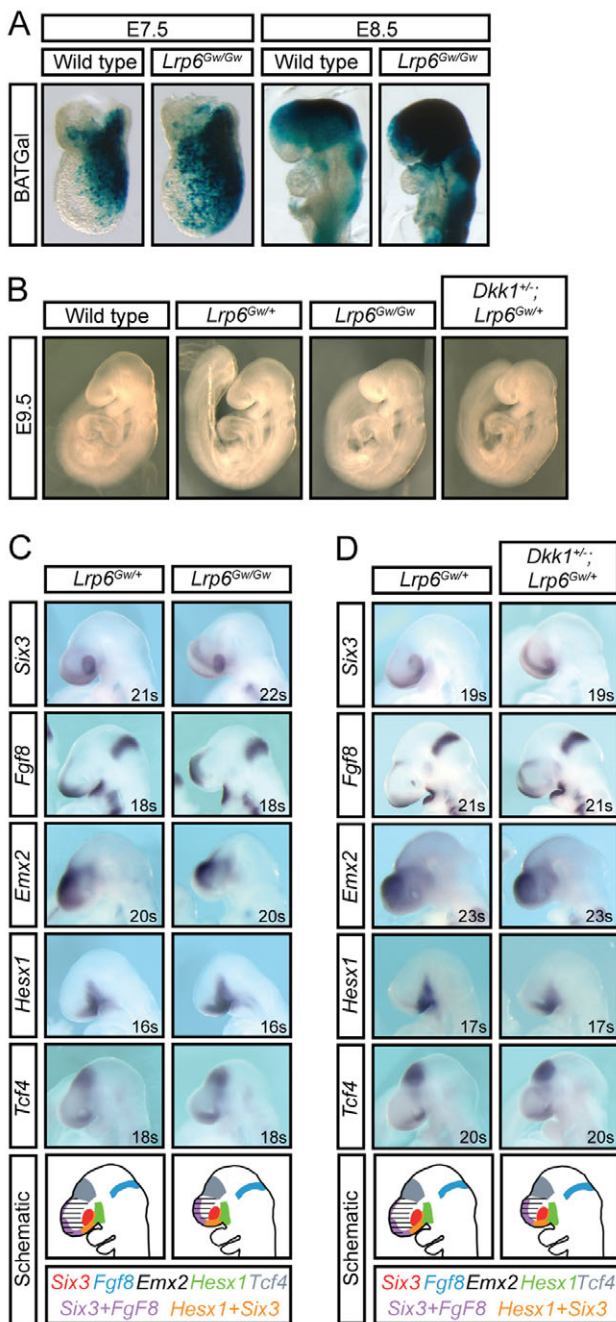 A
E7.5 E8.5
Wild type Lrp6Gw/Gw Wild type Lrp6Gw/Gw
BATGal
B
Wild type Lrp6Gw/+ Lrp6Gw/Gw Dkk1+/-; Lrp6Gw/+
E9.5
C
Lrp6Gw/+ Lrp6Gw/Gw
Six3 21s 22s
Fgf8 18s 18s
Emx2 20s 20s
Hesx1 16s 16s
Tcf4 18s 18s
Schematic
Six3 Fgf8 Emx2 Hesx1 Tcf4
Six3+FgF8 Hesx1+Six3
D
Lrp6Gw/+ Dkk1+/-; Lrp6Gw/+
Six3 19s 19s
Fgf8 21s 21s
Emx2 23s 23s
Hesx1 17s 17s
Tcf4 20s 20s
Schematic
Six3 Fgf8 Emx2 Hesx1 Tcf4
Six3+FgF8 Hesx1+Six3